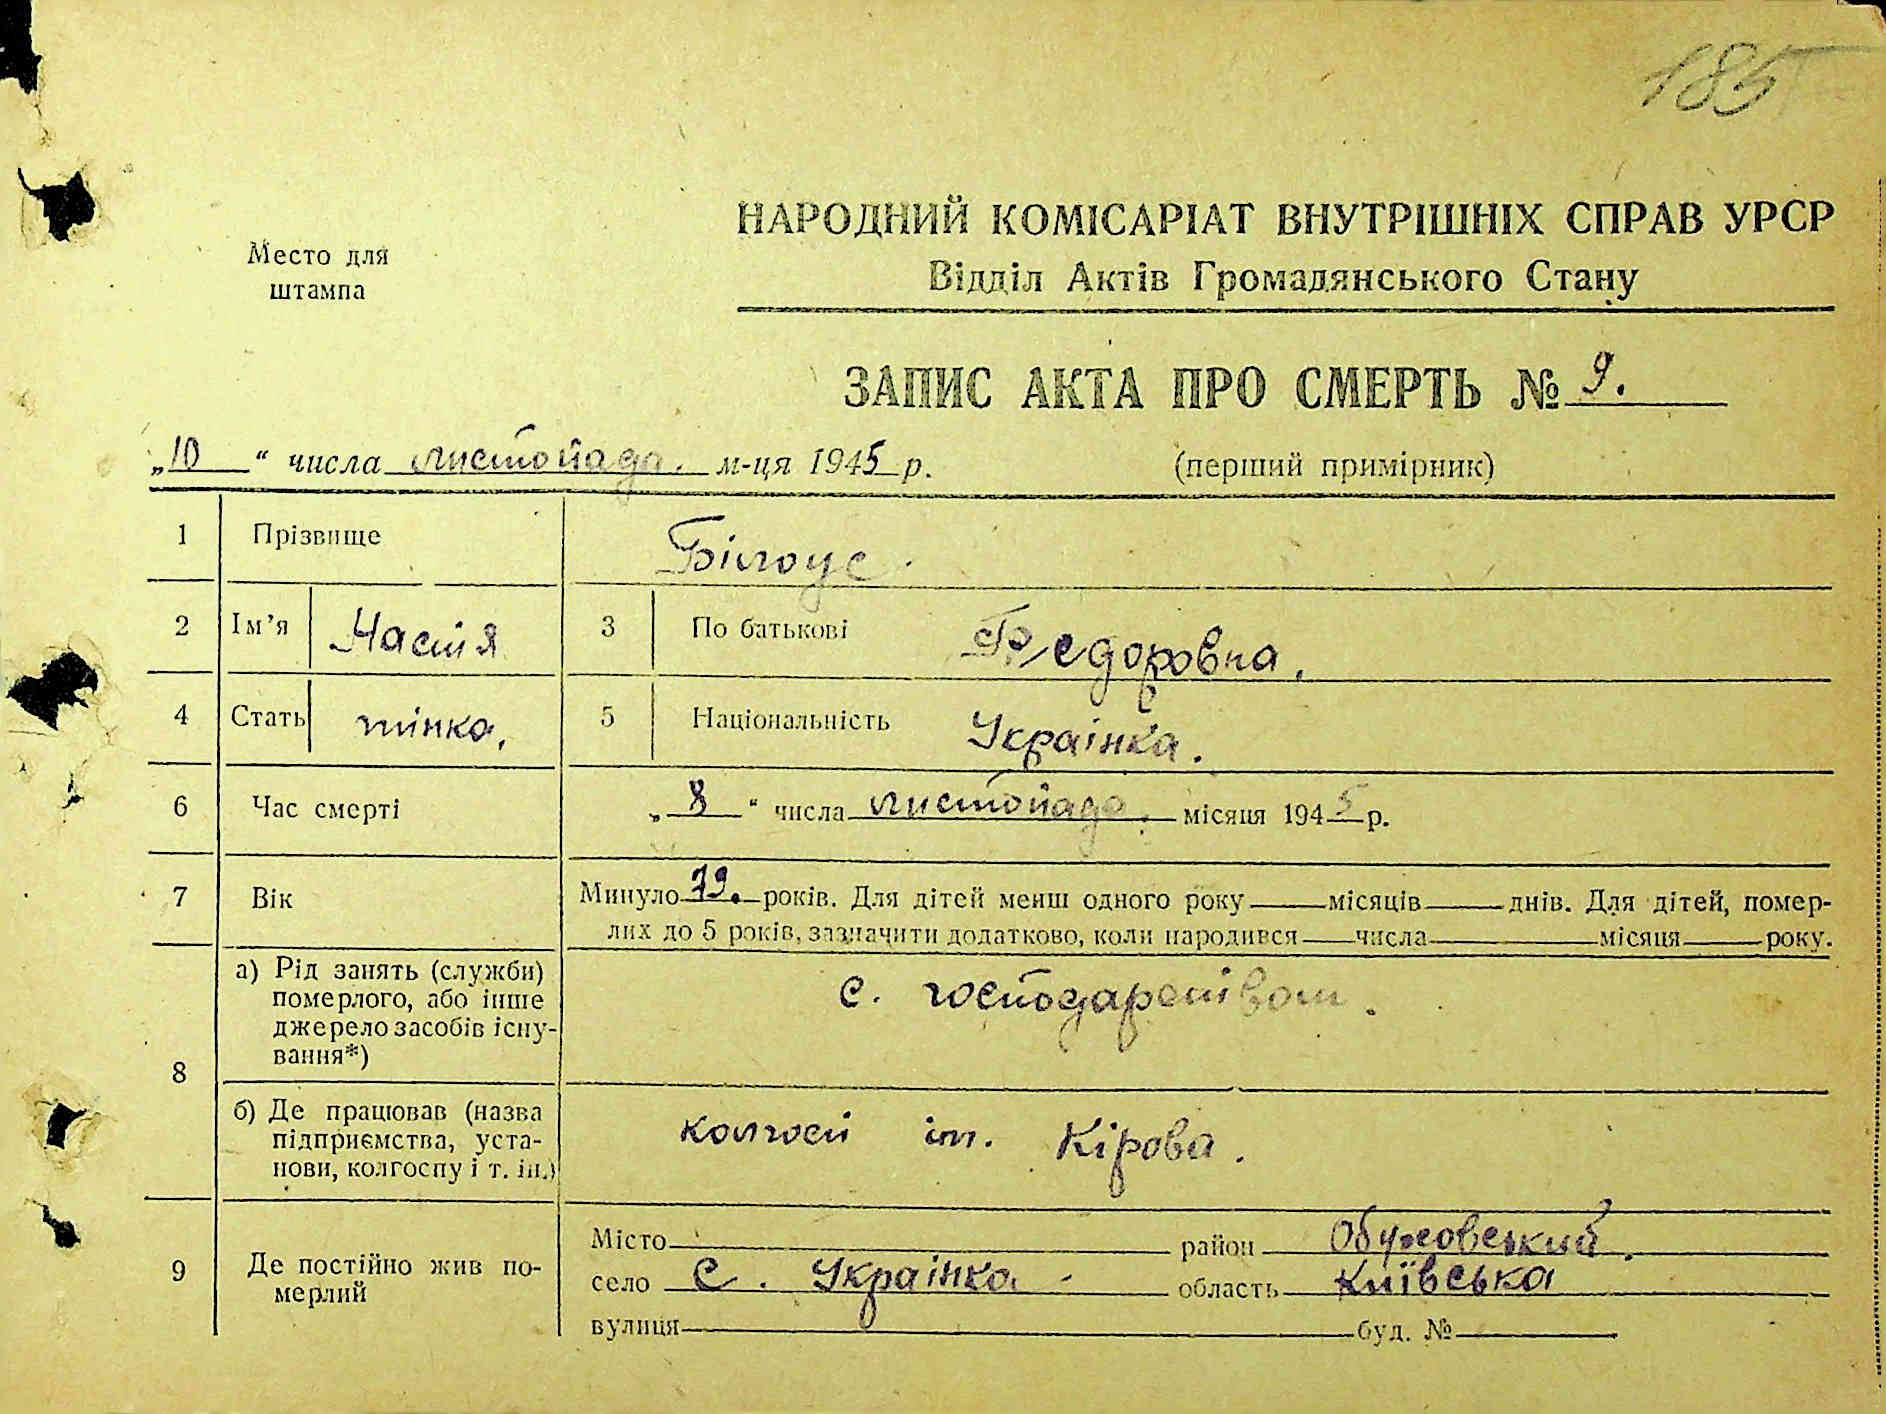 185
Место для
штампа
НАРОДНИЙ КОМІСАРІАТ ВНУТРІШНІХ СПРАВ УРСР
Відділ Актів Громадянського Стану
ЗАПИС АКТА ПРО СМЕРТЬ № 9.
„10“ числа листопада. м-ця 1945 р. (перший примірник)
1 Прізвище Білоус.
2 Ім’я Настя 3 По батькові Федоровна.
4 Стать жінка. 5 Національність Українка.
6 Час смерті „8“ числа листопада. місяця 1945 р.
7 Вік Минуло 79. років. Для дітей менш одного року місяців днів. Для дітей, помер-
лих до 5 років, зазначити додатково, коли народився числа місяця року.
8 а) Рід занять (служби) с. господарством.
померлого, або інше
джерело засобів існу-
вання*)
б) Де працював (назва колгосп ім. Кірова.
підприємства, уста-
нови, колгоспу і т. ін.)
9 Де постійно жив по-
мерлий
Місто район Обуховський.
село с. Українка область Київська
вулиця буд. №